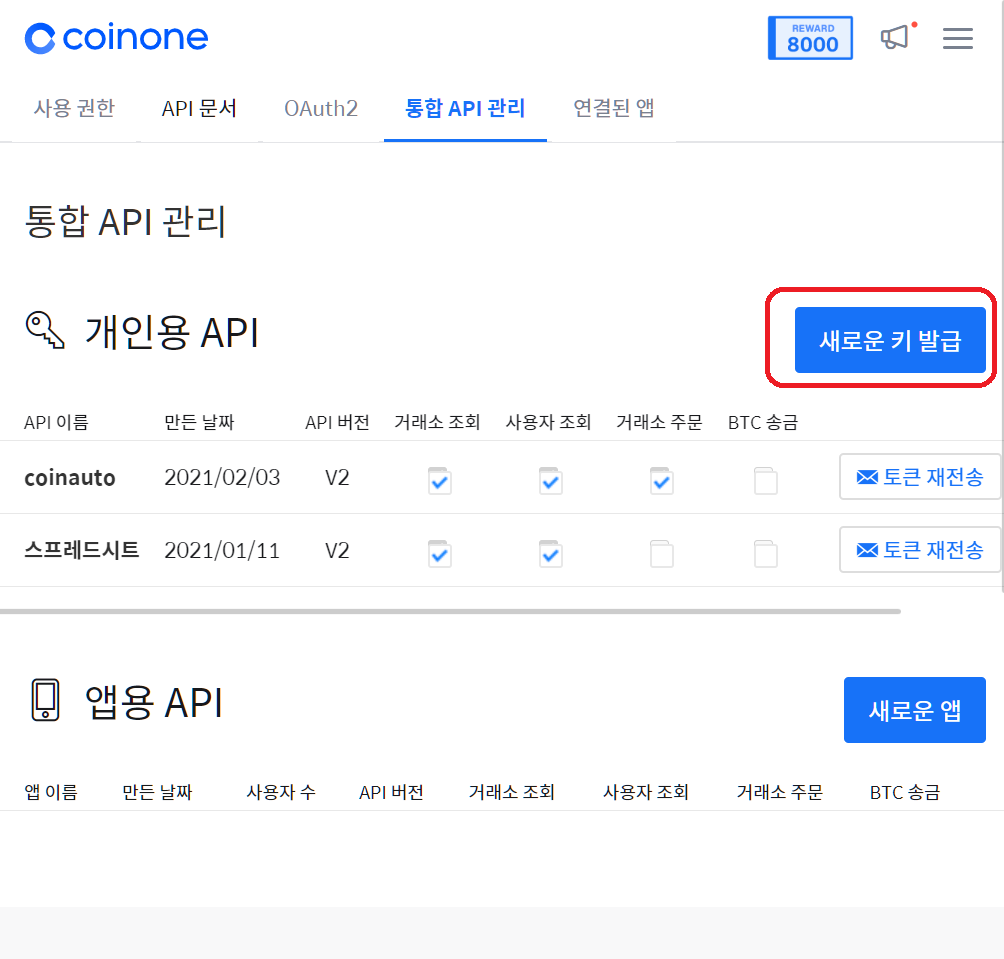 coinone
REWARD
8000
사용 권한 API 문서 OAuth2 통합 API 관리 연결된 앱
통합 API 관리
개인용 API
새로운 키 발급
API 이름 만든 날짜 API 버전 거래소 조회 사용자 조회 거래소 주문 BTC 송금
coinauto 2021/02/03 V2 토큰 재전송
스프레드시트 2021/01/11 V2 토큰 재전송
앱용 API
새로운 앱
앱 이름 만든 날짜 사용자 수 API 버전 거래소 조회 사용자 조회 거래소 주문 BTC 송금